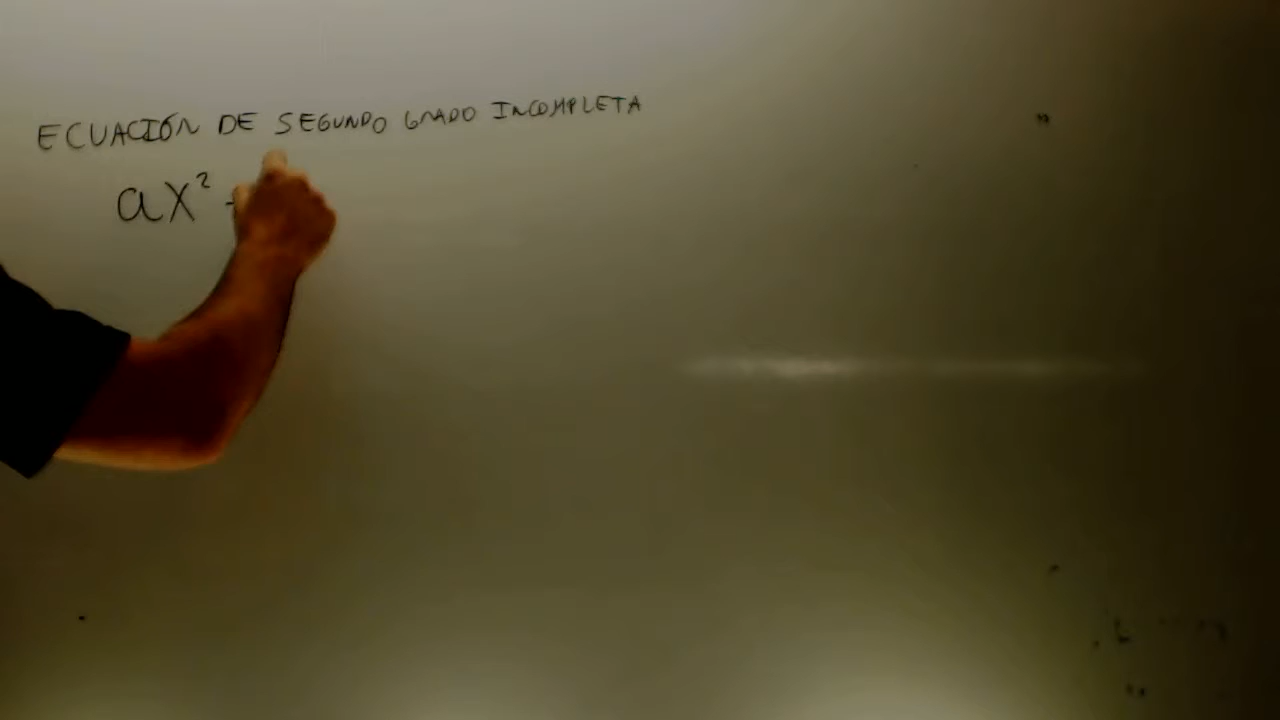 ECUACIÓN DE SEGUNDO GRADO INCOMPLETA
ax² -